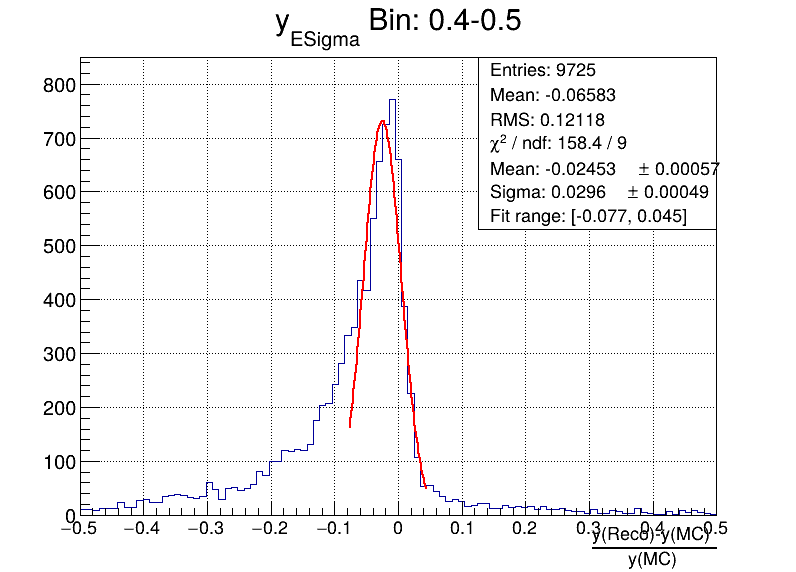 y_ESigma Bin: 0.4-0.5
Entries: 9725
Mean: -0.06583
RMS: 0.12118
χ² / ndf: 158.4 / 9
Mean: -0.02453 ± 0.00057
Sigma: 0.0296 ± 0.00049
Fit range: [-0.077, 0.045]
800
700
600
500
400
300
200
100
0
−0.5 −0.4 −0.3 −0.2 −0.1 0 0.1 0.2 0.3 0.4 0.5
y(Reco)-y(MC)
y(MC)